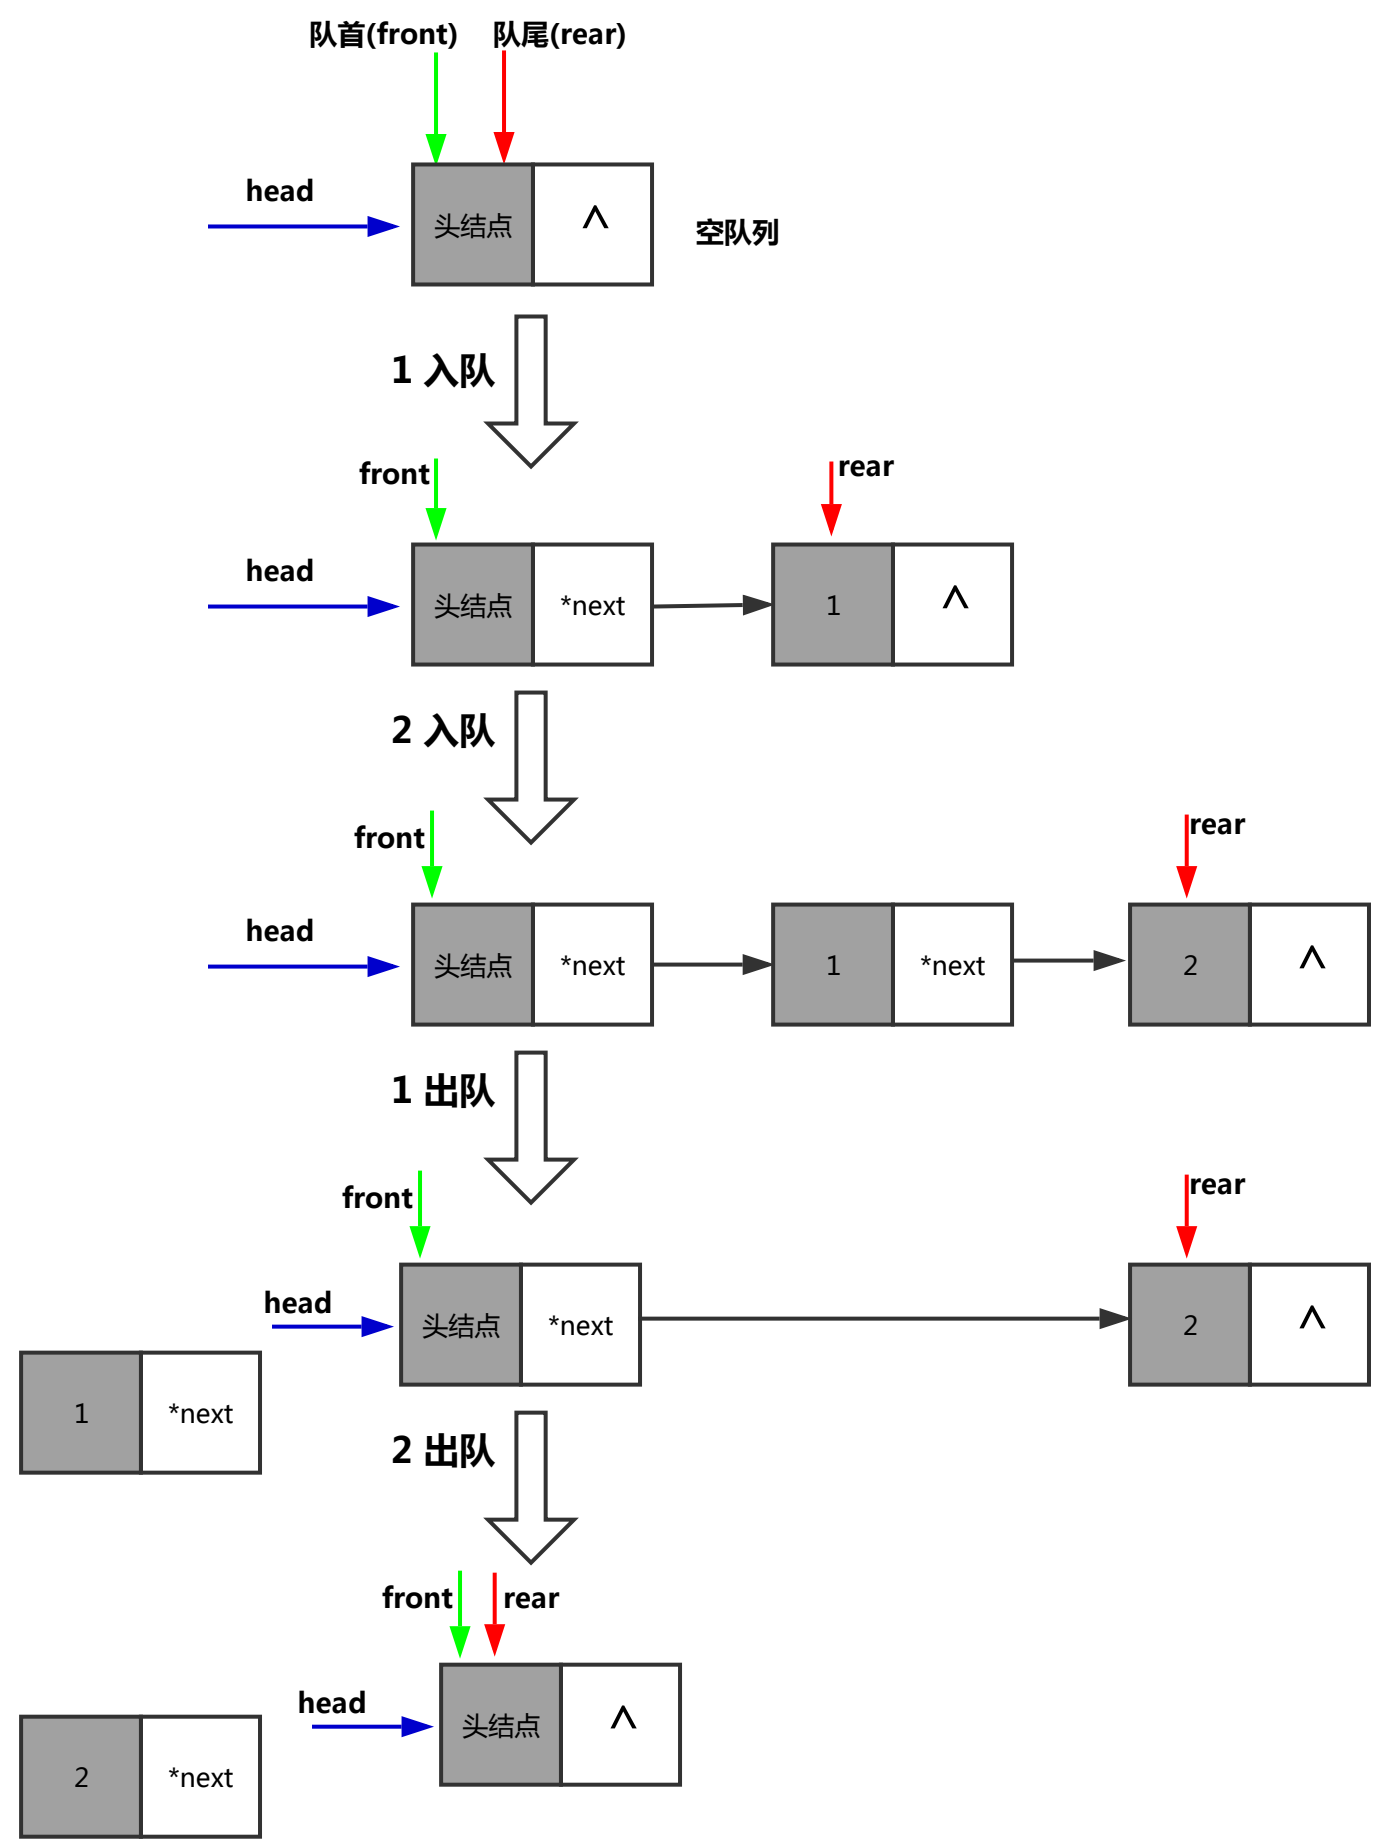 队首(front) 队尾(rear)
head
头结点 ^
空队列
1 入队
front rear
head
头结点 *next 1 ^
2 入队
front rear
head
头结点 *next 1 *next 2 ^
1 出队
front rear
head
头结点 *next 2 ^
1 *next
2 出队
front rear
head
头结点 ^
2 *next